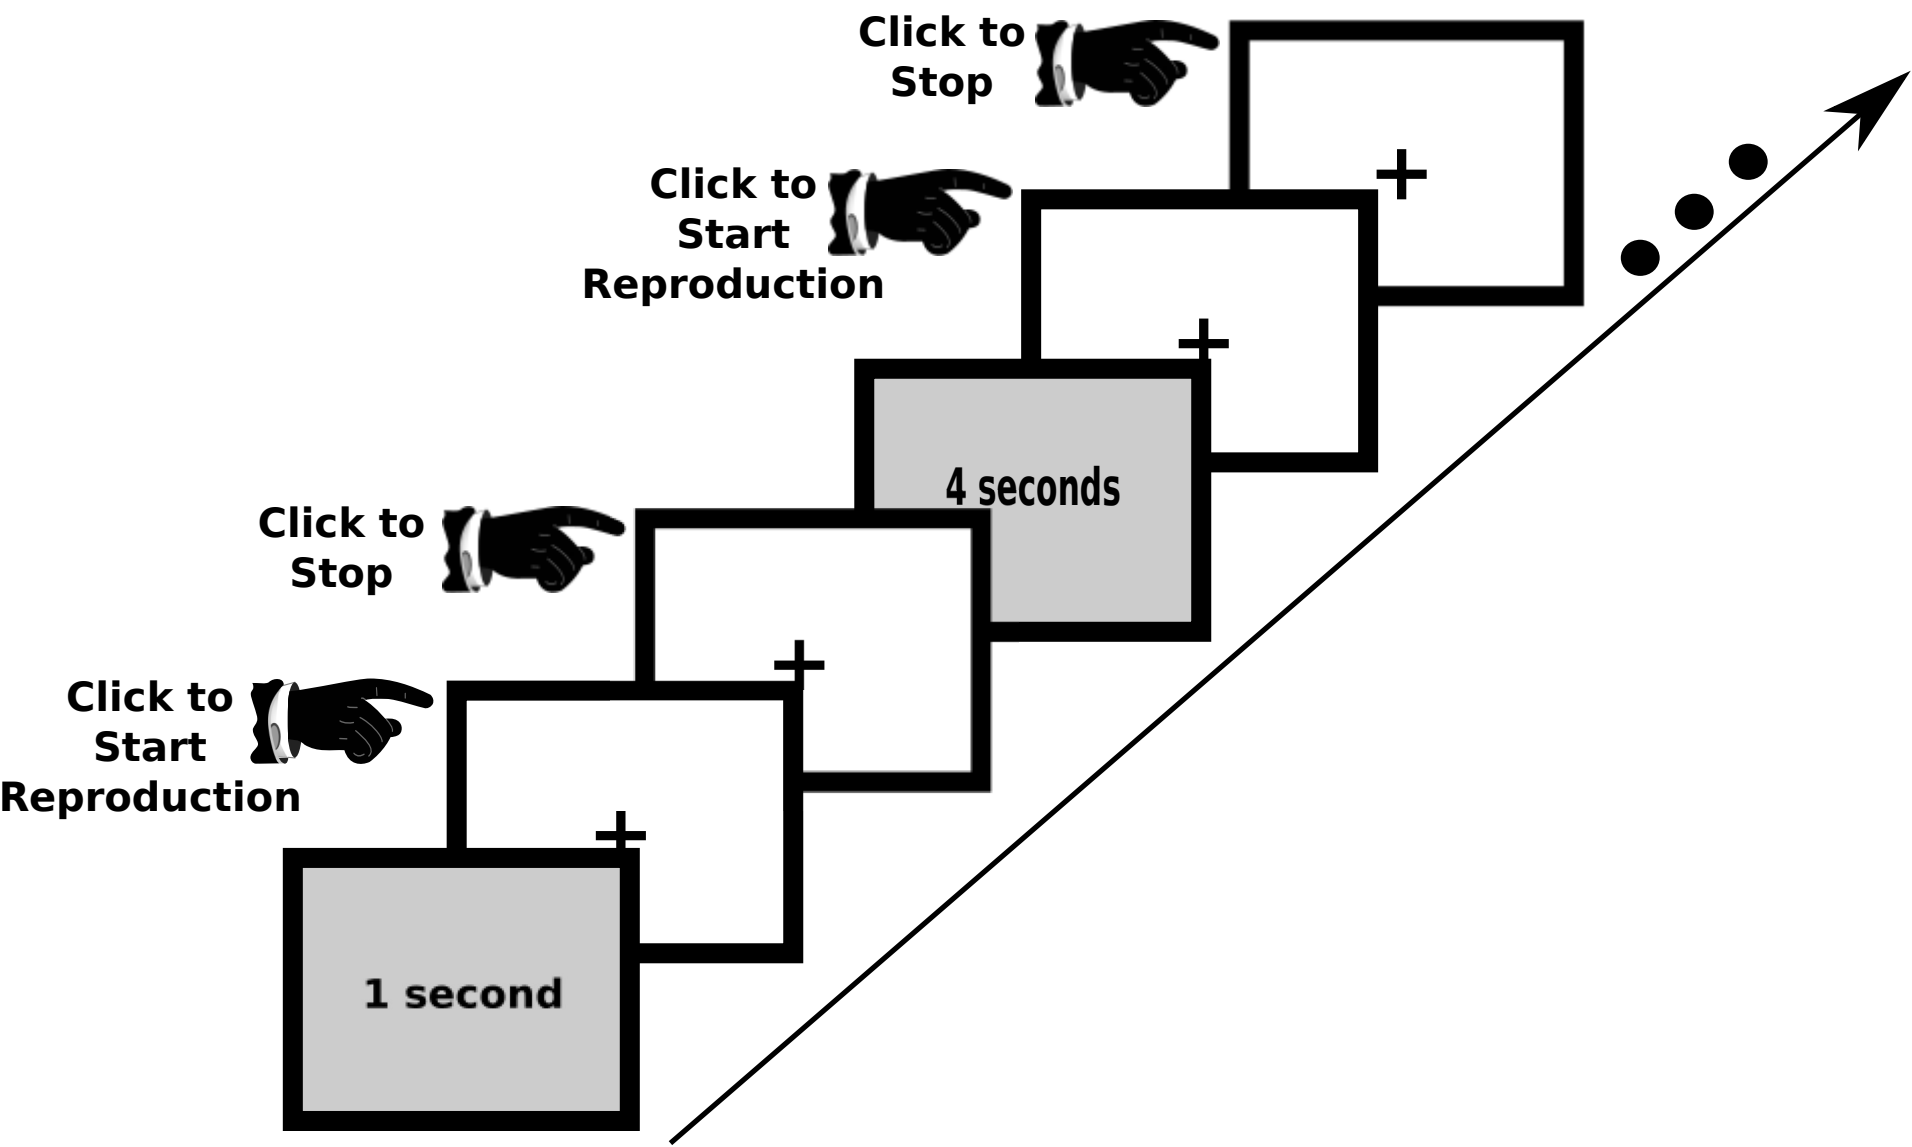 Click to
Stop
Click to
Start
Reproduction
4 seconds
Click to
Stop
Click to
Start
Reproduction
1 second